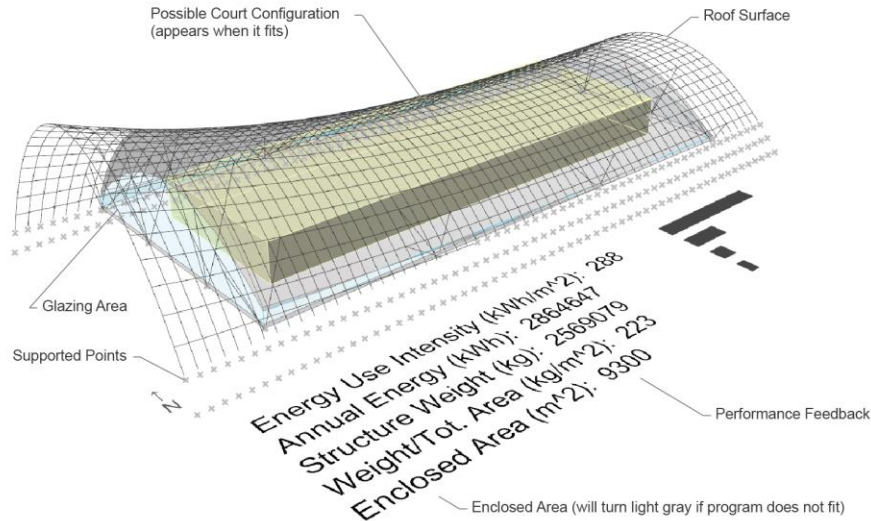 Possible Court Configuration
(appears when it fits)
Roof Surface
Glazing Area
Supported Points
N
Energy Use Intensity (kWh/m^2): 288
Annual Energy (kWh): 2864647
Structure Weight (kg): 2569079
Weight/Tot. Area (kg/m^2): 223
Enclosed Area (m^2): 9300
Performance Feedback
Enclosed Area (will turn light gray if program does not fit)